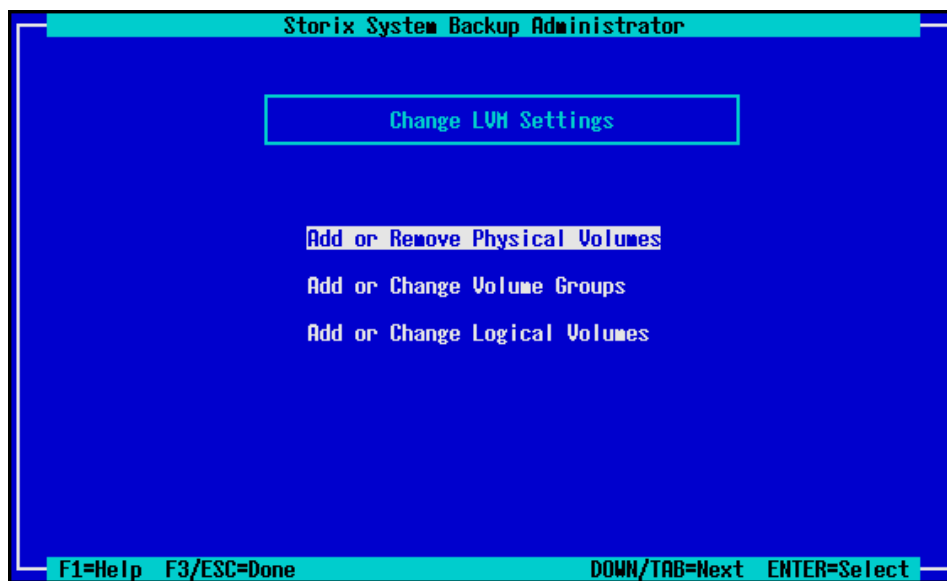 Storix System Backup Administrator
Change LVM Settings
Add or Remove Physical Volumes
Add or Change Volume Groups
Add or Change Logical Volumes
F1=Help F3/ESC=Done DOWN/TAB=Next ENTER=Select